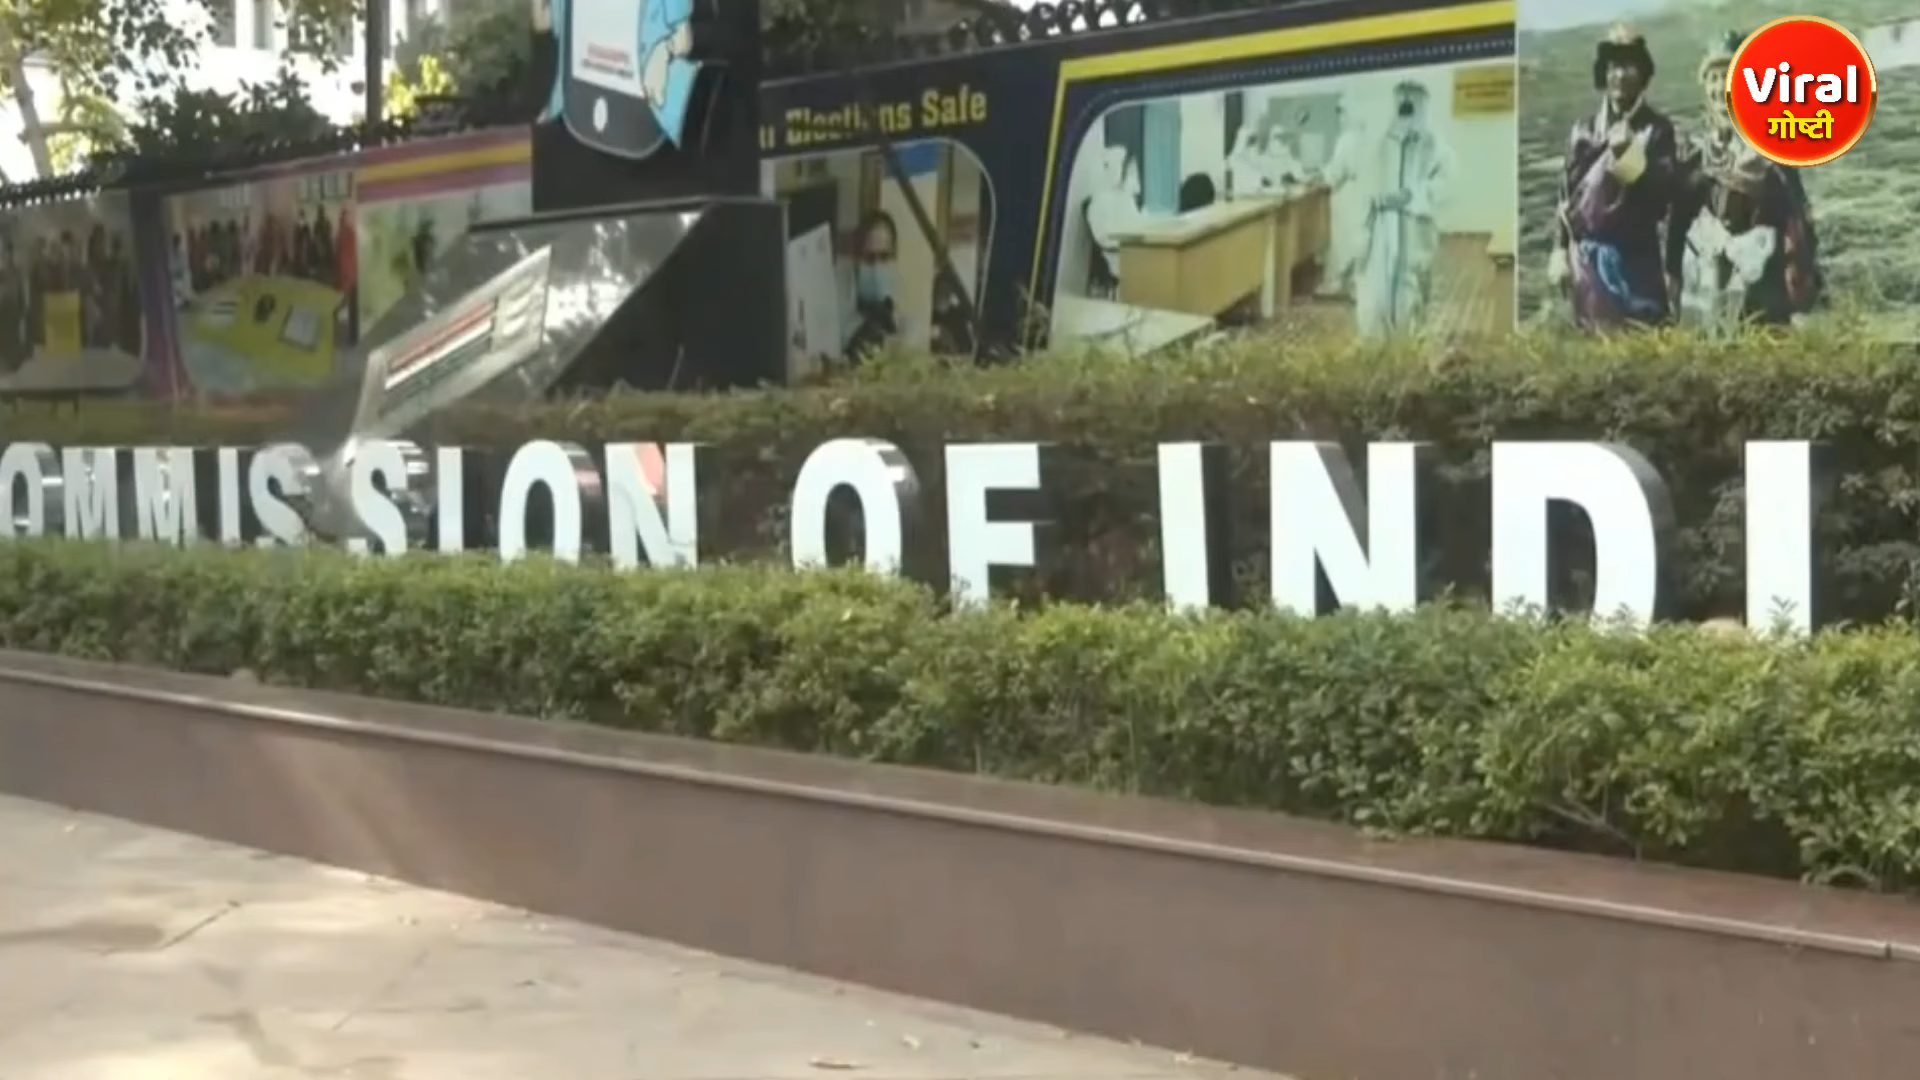 Viral
गोष्टी
Elections Safe
OMMISSION OF INDI